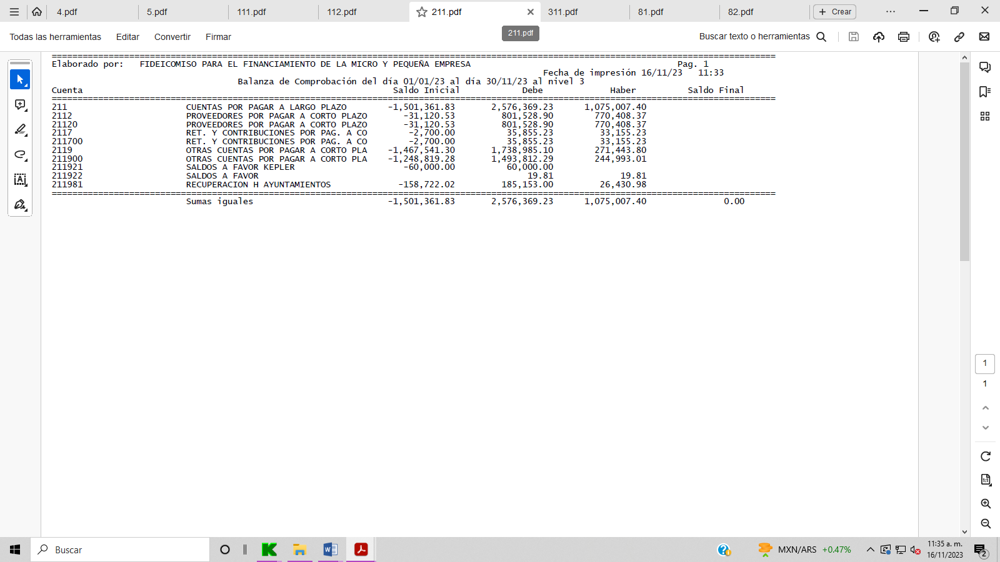 4.pdf 5.pdf 111.pdf 112.pdf 211.pdf 311.pdf 81.pdf 82.pdf Crear
Todas las herramientas Editar Convertir Firmar 211.pdf Buscar texto o herramientas
Elaborado por: FIDEICOMISO PARA EL FINANCIAMIENTO DE LA MICRO Y PEQUEÑA EMPRESA Pag. 1
Fecha de impresión 16/11/23 11:33
Balanza de Comprobación del día 01/01/23 al día 30/11/23 al nivel 3
Cuenta Saldo Inicial Debe Haber Saldo Final
211 CUENTAS POR PAGAR A LARGO PLAZO -1,501,361.83 2,576,369.23 1,075,007.40
2112 PROVEEDORES POR PAGAR A CORTO PLAZO -31,120.53 801,528.90 770,408.37
21120 PROVEEDORES POR PAGAR A CORTO PLAZO -31,120.53 801,528.90 770,408.37
2117 RET. Y CONTRIBUCIONES POR PAG. A CO -2,700.00 35,855.23 33,155.23
211700 RET. Y CONTRIBUCIONES POR PAG. A CO -2,700.00 35,855.23 33,155.23
2119 OTRAS CUENTAS POR PAGAR A CORTO PLA -1,467,541.30 1,738,985.10 271,443.80
211900 OTRAS CUENTAS POR PAGAR A CORTO PLA -1,248,819.28 1,493,812.29 244,993.01
211921 SALDOS A FAVOR KEPLER -60,000.00 60,000.00
211922 SALDOS A FAVOR 19.81 19.81
211981 RECUPERACION H AYUNTAMIENTOS -158,722.02 185,153.00 26,430.98
Sumas iguales -1,501,361.83 2,576,369.23 1,075,007.40 0.00
1
1
Buscar MXN/ARS +0.47% 11:35 a. m.
16/11/2023 2